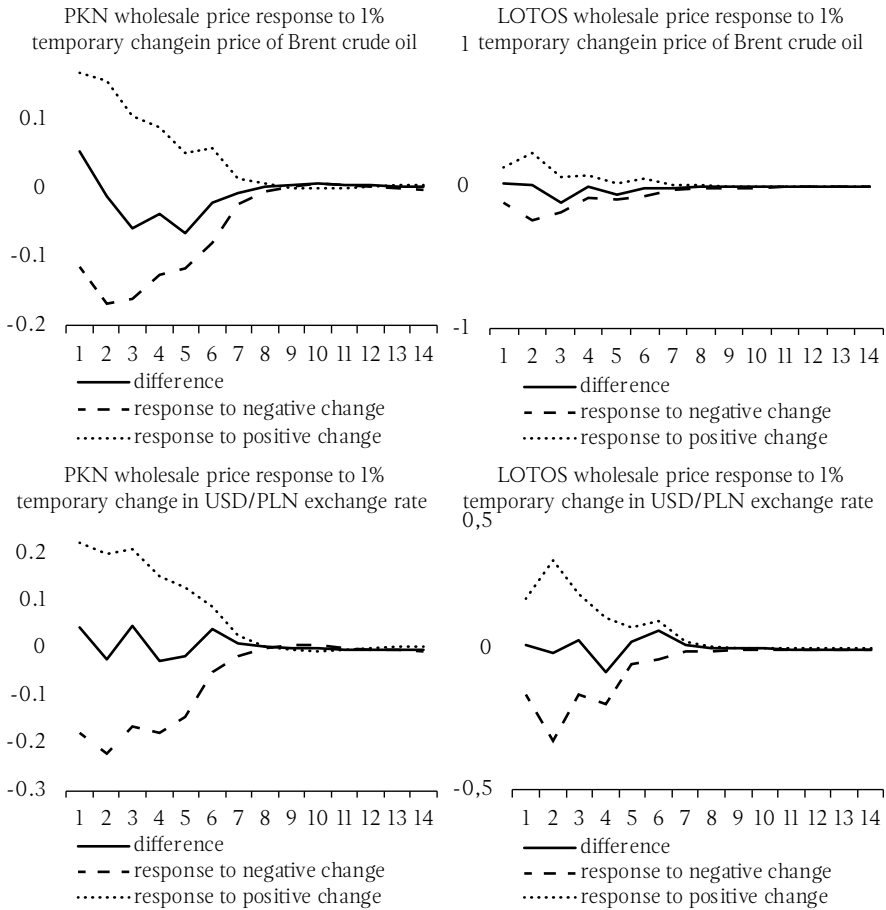 PKN wholesale price response to 1%
temporary changein price of Brent crude oil
0.1
0
-0.1
-0.2
1 2 3 4 5 6 7 8 9 10 11 12 13 14
difference
response to negative change
response to positive change
LOTOS wholesale price response to 1%
1 temporary changein price of Brent crude oil
0
-1
1 2 3 4 5 6 7 8 9 10 11 12 13 14
difference
response to negative change
response to positive change
PKN wholesale price response to 1%
temporary change in USD/PLN exchange rate
0.2
0.1
0
-0.1
-0.2
-0.3
1 2 3 4 5 6 7 8 9 10 11 12 13 14
difference
response to negative change
response to positive change
LOTOS wholesale price response to 1%
temporary change in USD/PLN exchange rate
0,5
0
-0,5
1 2 3 4 5 6 7 8 9 10 11 12 13 14
difference
response to negative change
response to positive change